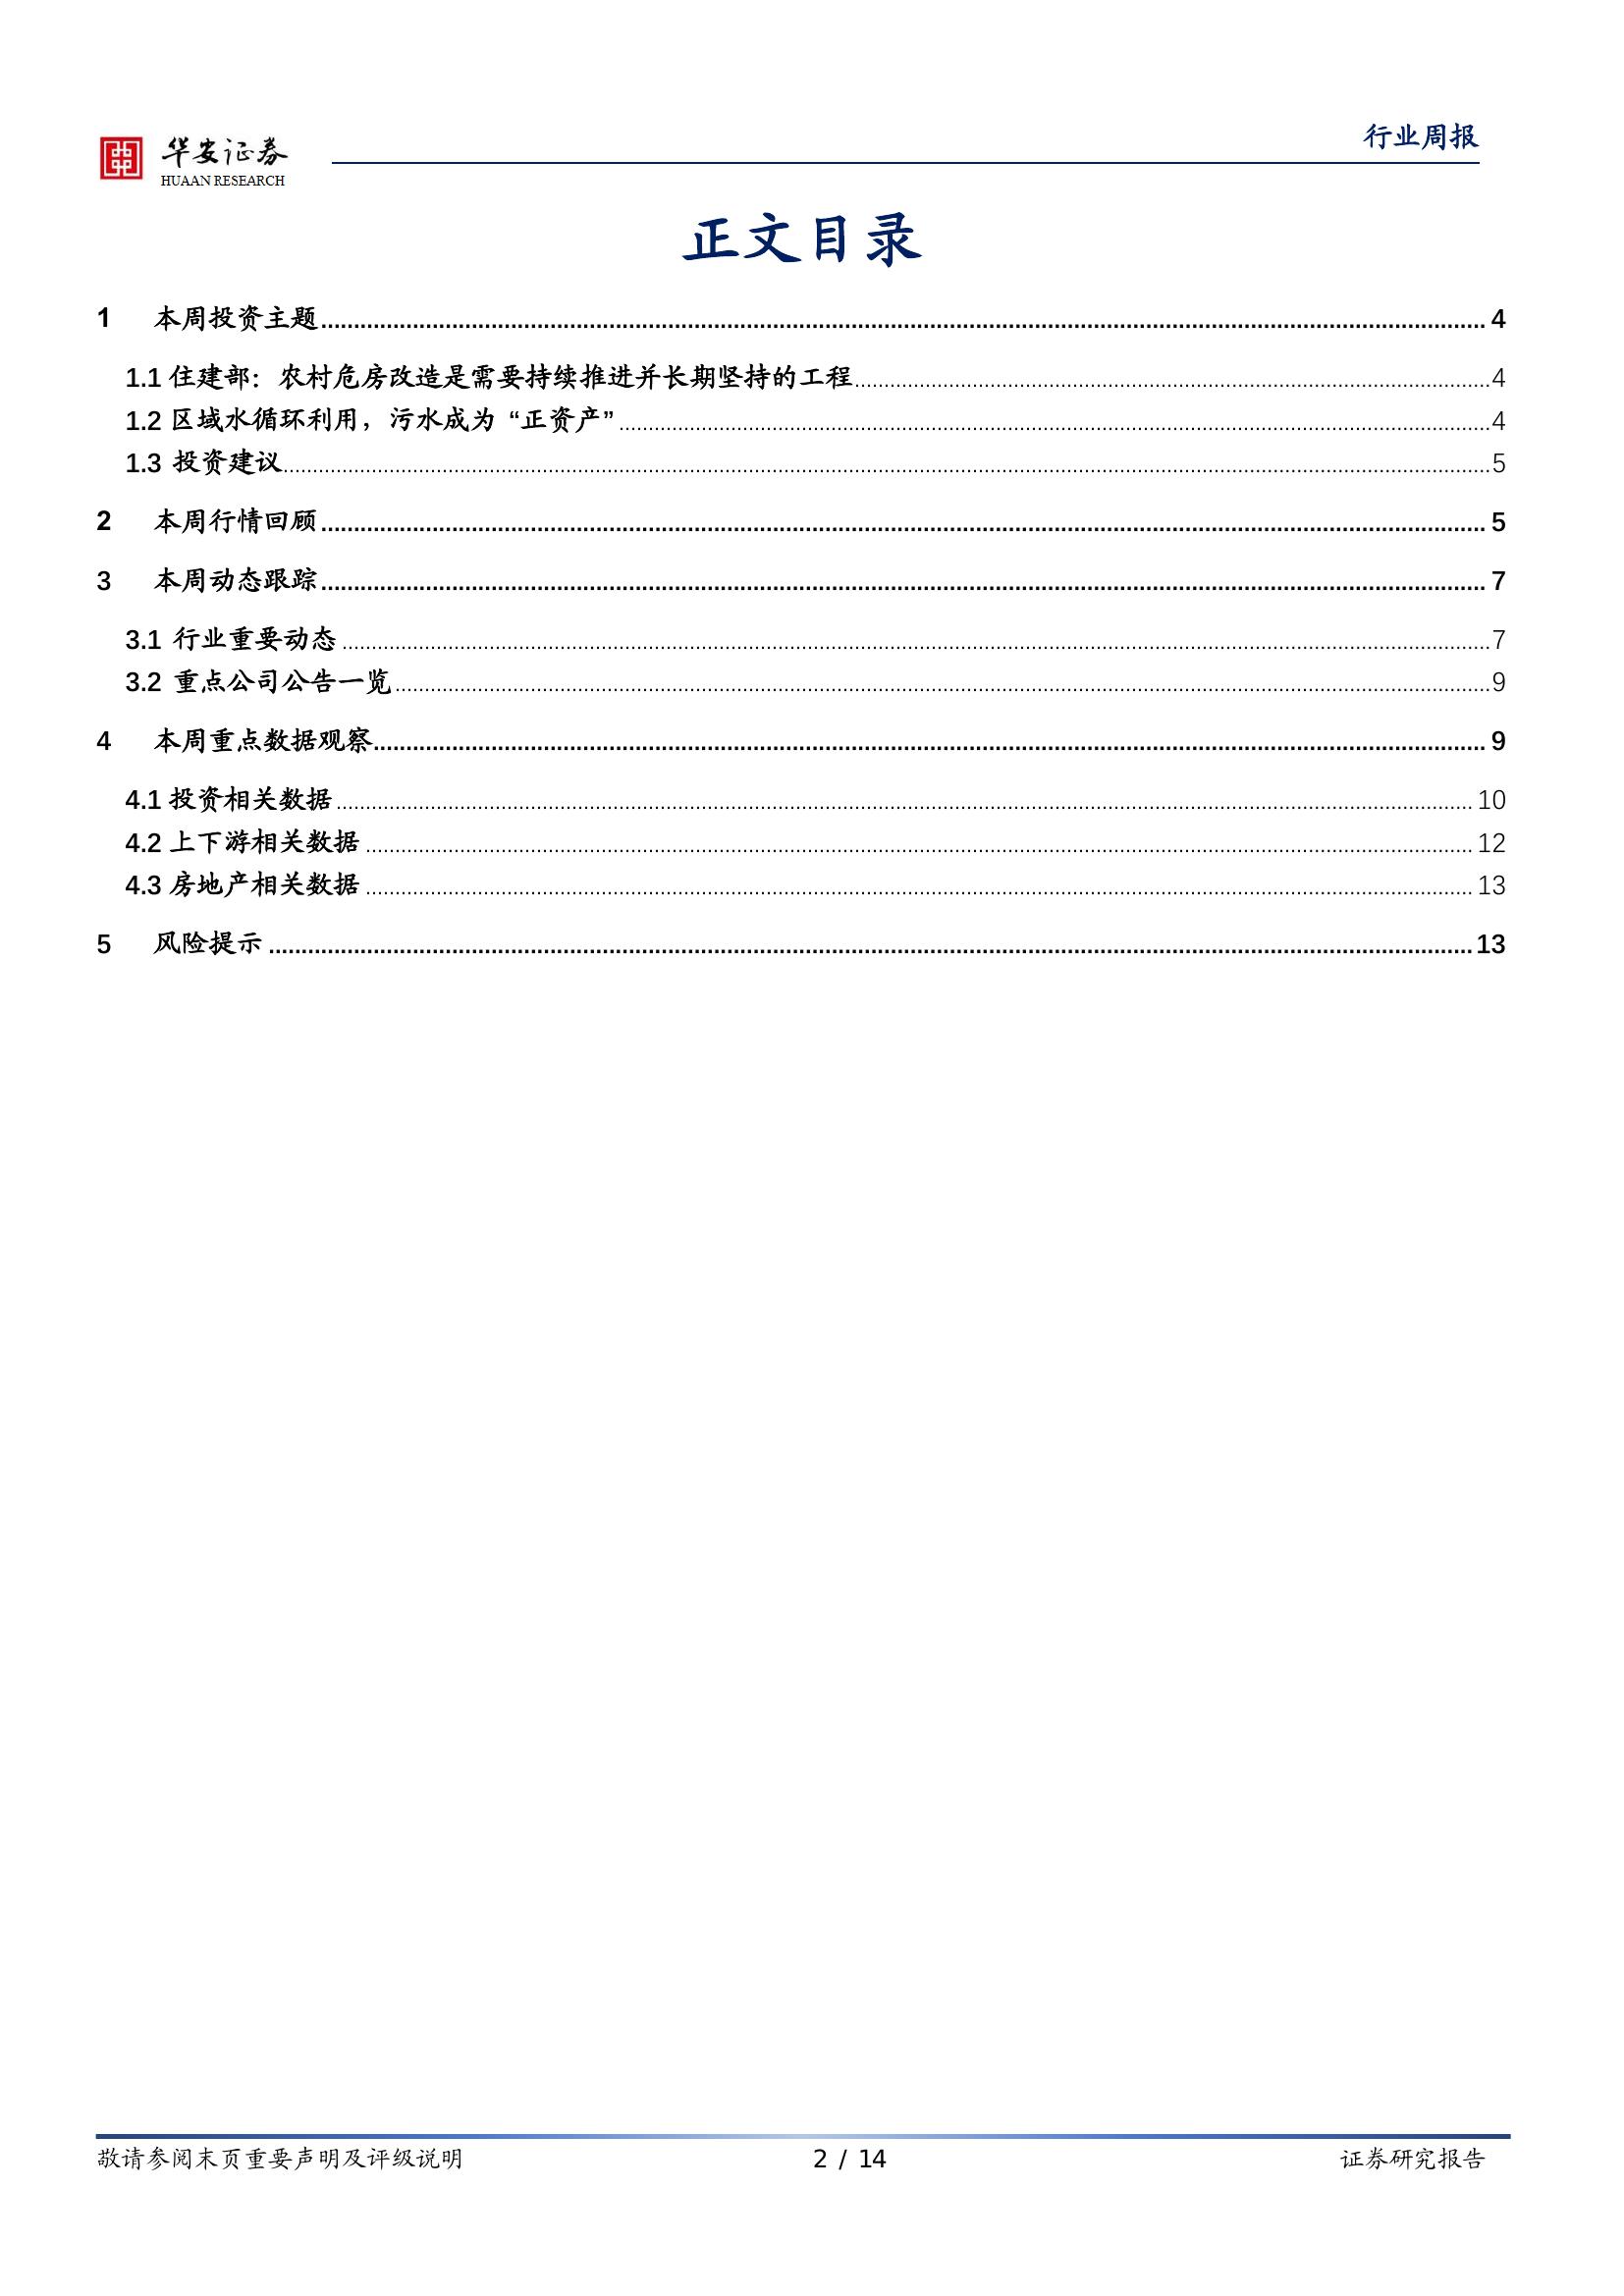 华安证券
HUAAN RESEARCH
行业周报
正文目录
1 本周投资主题 4
1.1 住建部：农村危房改造是需要持续推进并长期坚持的工程 4
1.2 区域水循环利用，污水成为 “正资产” 4
1.3 投资建议 5
2 本周行情回顾 5
3 本周动态跟踪 7
3.1 行业重要动态 7
3.2 重点公司公告一览 9
4 本周重点数据观察 9
4.1 投资相关数据 10
4.2 上下游相关数据 12
4.3 房地产相关数据 13
5 风险提示 13
敬请参阅末页重要声明及评级说明 2 / 14 证券研究报告